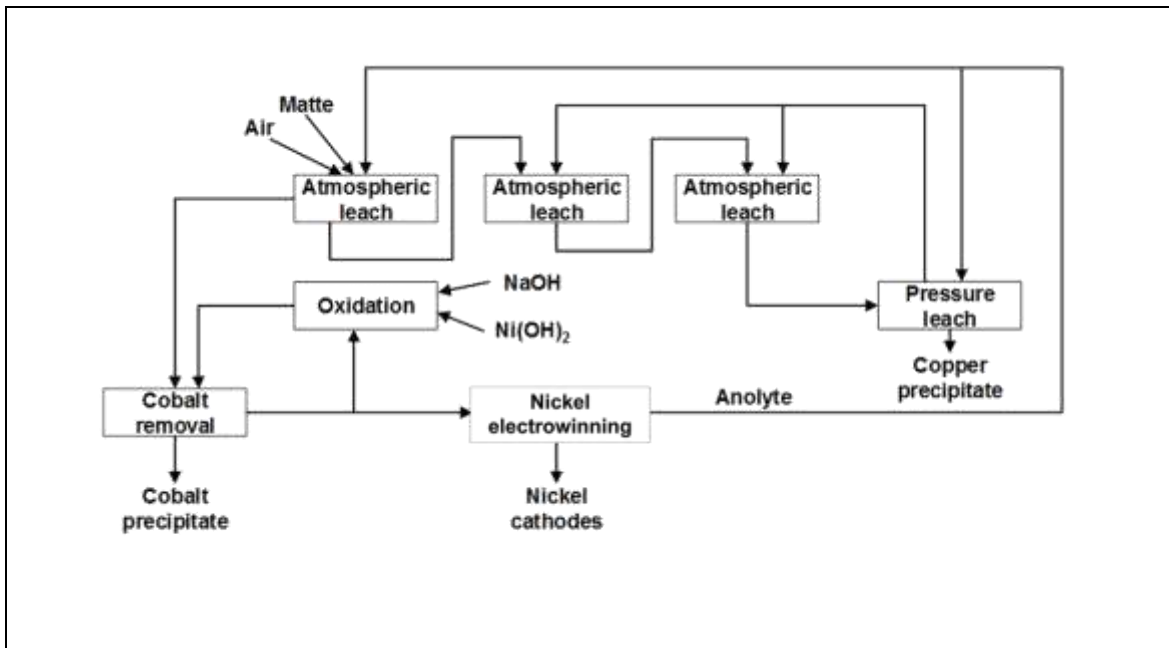 Matte
Air
Atmospheric
leach
Atmospheric
leach
Atmospheric
leach
Oxidation
NaOH
Ni(OH)₂
Pressure
leach
Copper
precipitate
Cobalt
removal
Nickel
electrowinning
Anolyte
Cobalt
precipitate
Nickel
cathodes